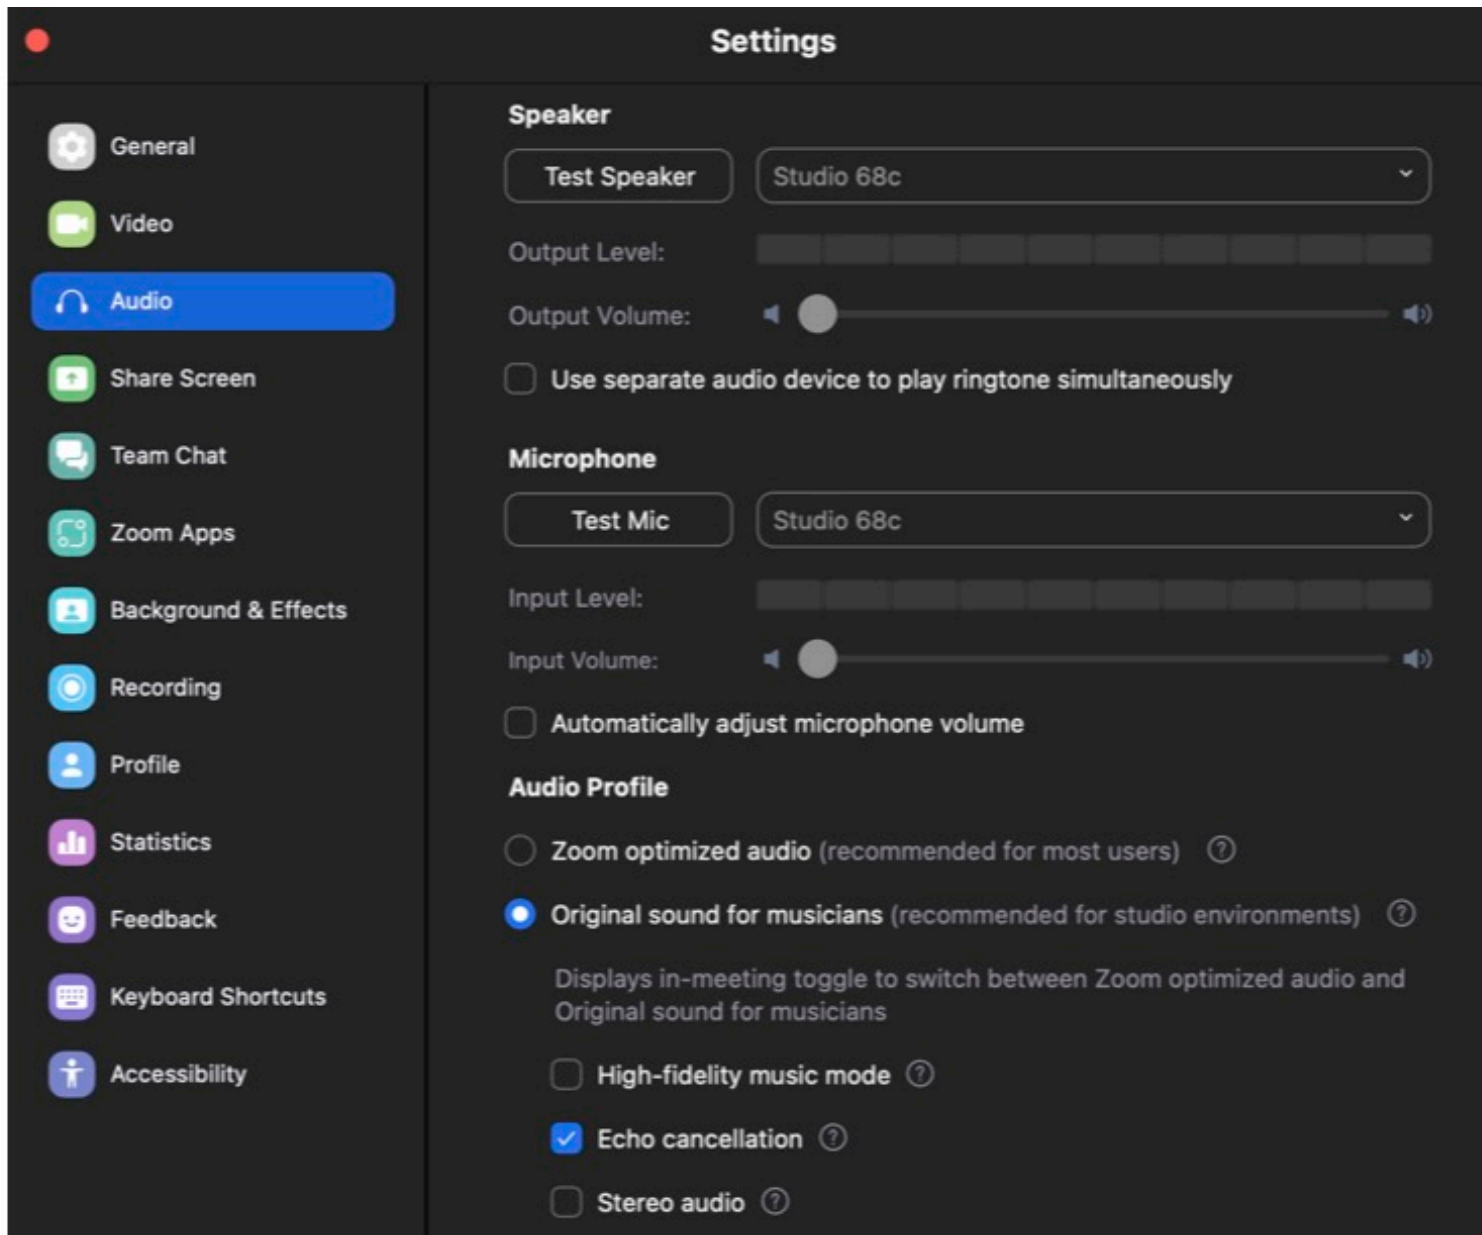 Settings
General
Video
Audio
Share Screen
Team Chat
Zoom Apps
Background & Effects
Recording
Profile
Statistics
Feedback
Keyboard Shortcuts
Accessibility
Speaker
Test Speaker Studio 68c
Output Level:
Output Volume:
Use separate audio device to play ringtone simultaneously
Microphone
Test Mic Studio 68c
Input Level:
Input Volume:
Automatically adjust microphone volume
Audio Profile
Zoom optimized audio (recommended for most users) ?
Original sound for musicians (recommended for studio environments) ?
Displays in-meeting toggle to switch between Zoom optimized audio and
Original sound for musicians
High-fidelity music mode ?
Echo cancellation ?
Stereo audio ?